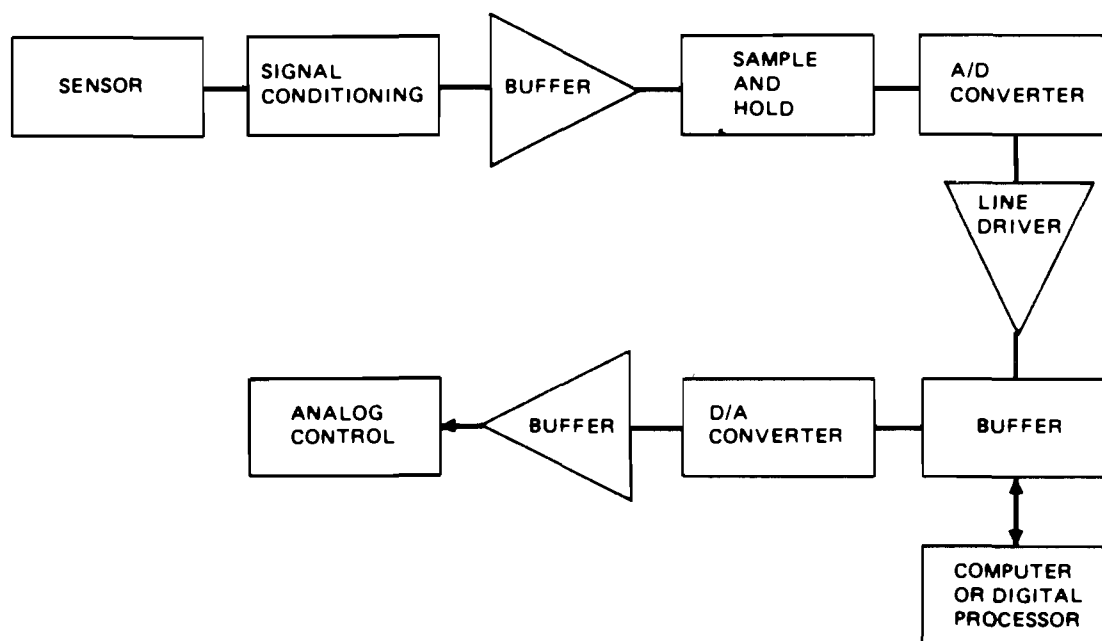 SENSOR
SIGNAL
CONDITIONING
BUFFER
SAMPLE
AND
HOLD
A/D
CONVERTER
LINE
DRIVER
ANALOG
CONTROL
BUFFER
D/A
CONVERTER
BUFFER
COMPUTER
OR DIGITAL
PROCESSOR